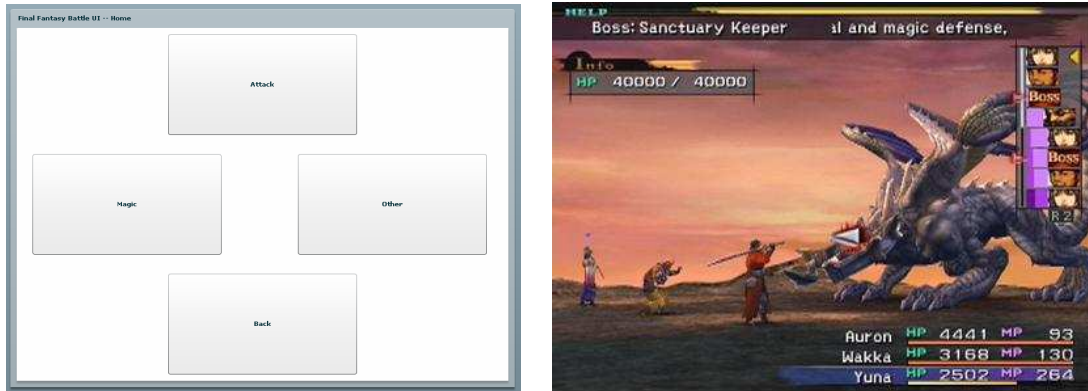 Final Fantasy Battle UI -- Home
Attack
Magic
Other
Back
HELP
Boss: Sanctuary Keeper al and magic defense,
Info
HP 40000 / 40000
Boss
Boss
R2
Auron HP 4441 MP 93
Wakka HP 3168 MP 130
Yuna HP 2502 MP 264